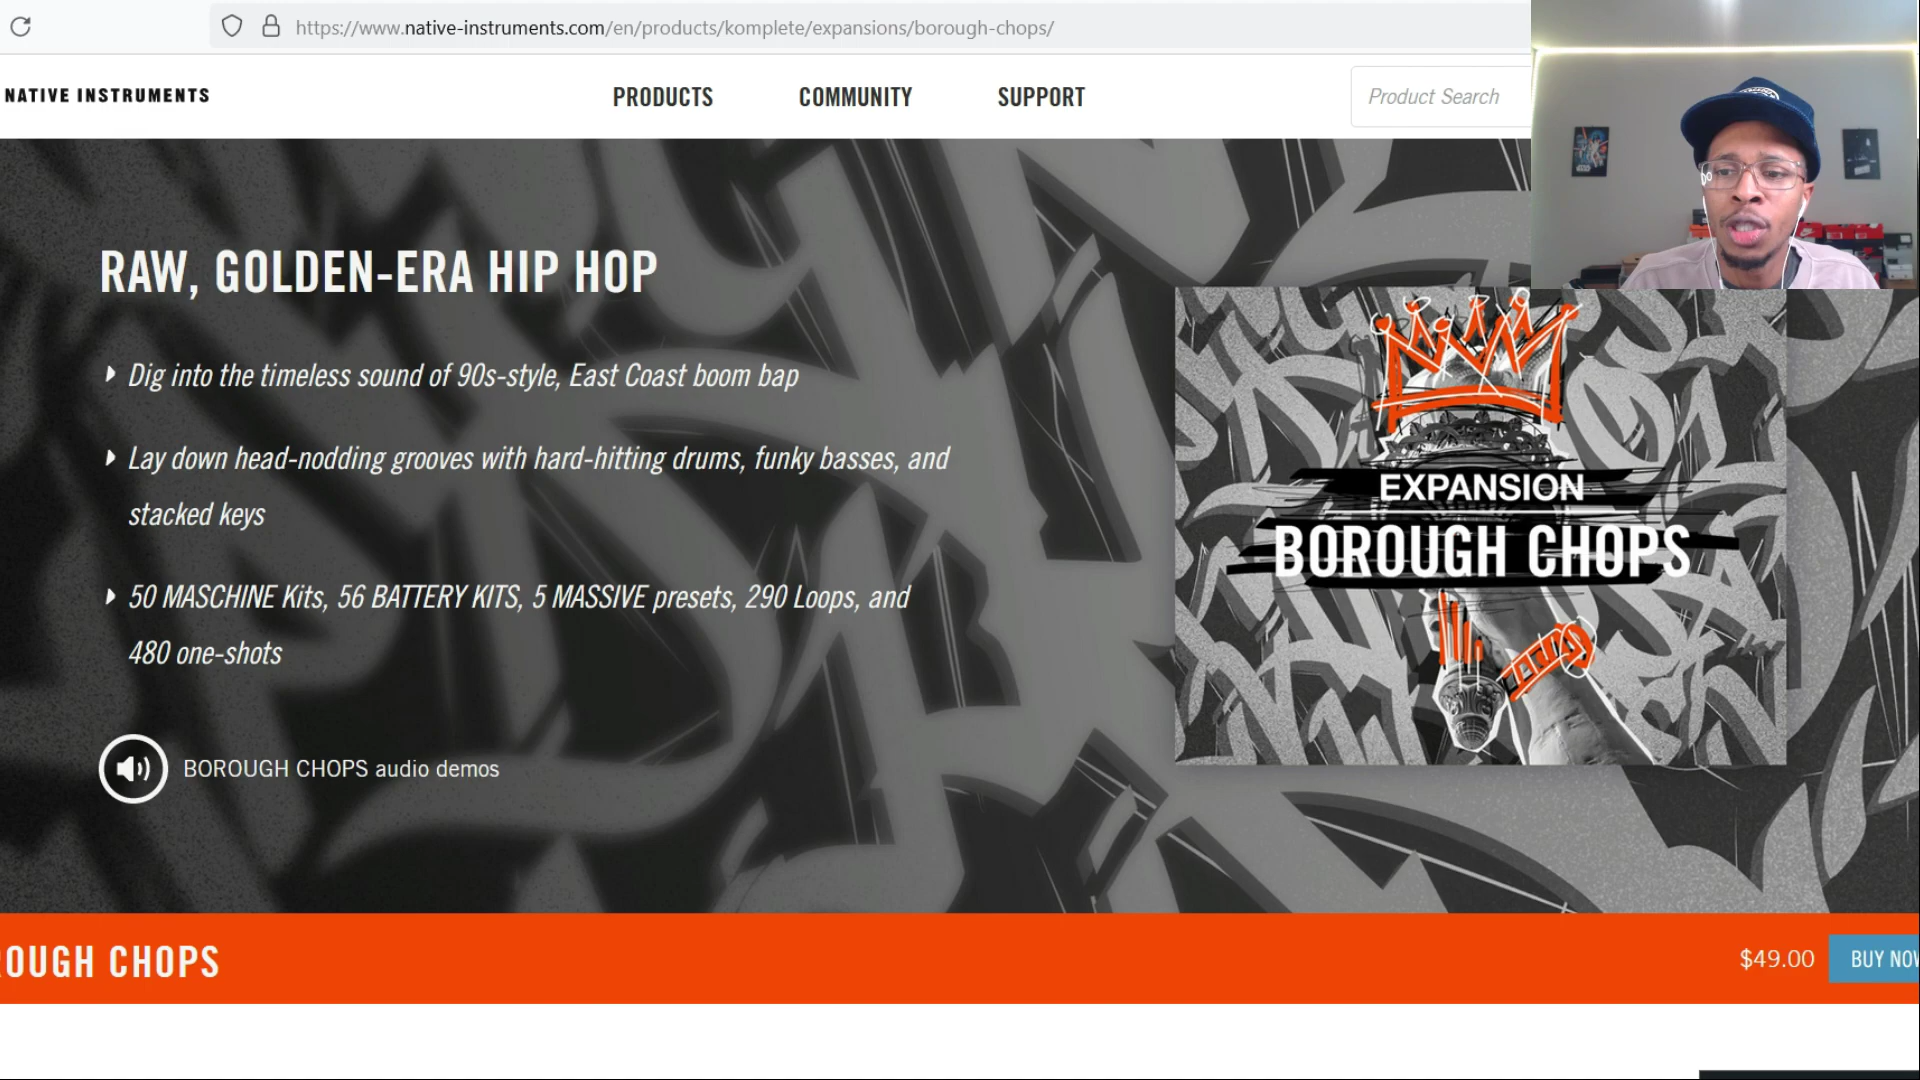 https://www.native-instruments.com/en/products/komplete/expansions/borough-chops/
NATIVE INSTRUMENTS
PRODUCTS
COMMUNITY
SUPPORT
Product Search
RAW, GOLDEN-ERA HIP HOP
Dig into the timeless sound of 90s-style, East Coast boom bap
Lay down head-nodding grooves with hard-hitting drums, funky basses, and
stacked keys
50 MASCHINE Kits, 56 BATTERY KITS, 5 MASSIVE presets, 290 Loops, and
480 one-shots
BOROUGH CHOPS audio demos
EXPANSION
BOROUGH CHOPS
OUGH CHOPS
$49.00
BUY NOW